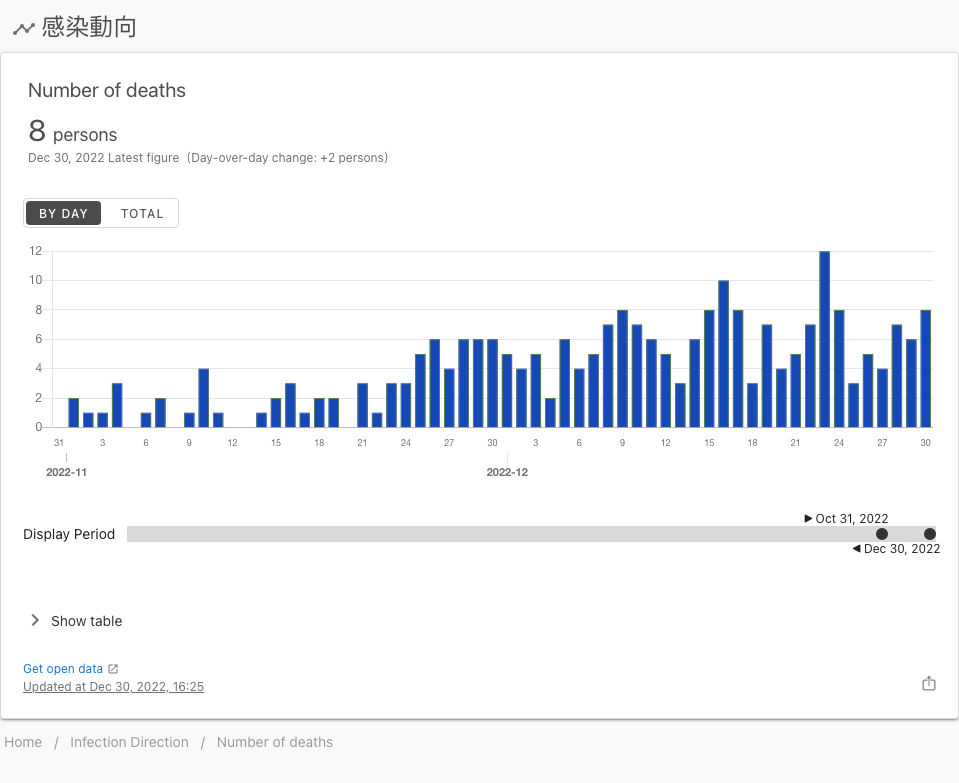 感染動向
Number of deaths
8 persons
Dec 30, 2022 Latest figure (Day-over-day change: +2 persons)
BY DAY TOTAL
12
10
8
6
4
2
0
31 3 6 9 12 15 18 21 24 27 30 3 6 9 12 15 18 21 24 27 30
2022-11 2022-12
Oct 31, 2022
Display Period
Dec 30, 2022
Show table
Get open data
Updated at Dec 30, 2022, 16:25
Home / Infection Direction / Number of deaths